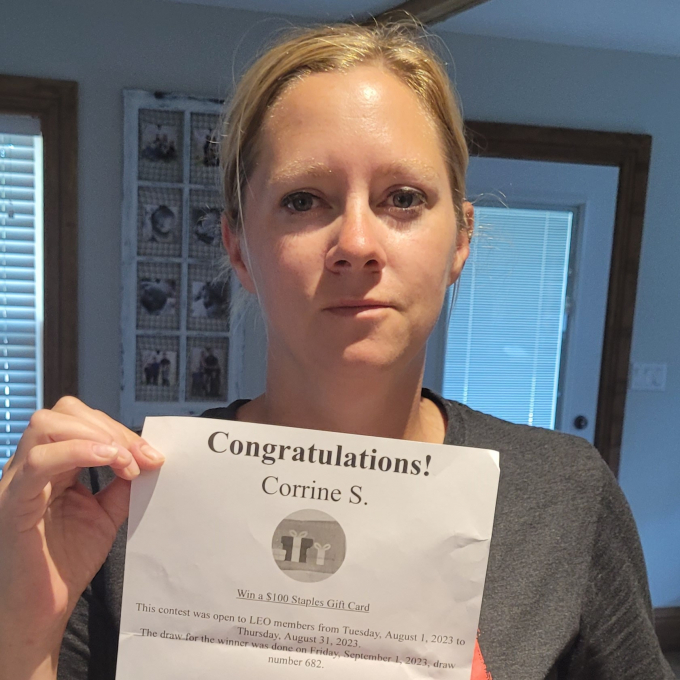 Congratulations!
Corrine S.
Win a $100 Staples Gift Card
This contest was open to LEO members from Tuesday, August 1, 2023 to
Thursday, August 31, 2023.
The draw for the winner was done on Friday, September 1, 2023, draw
number 682.